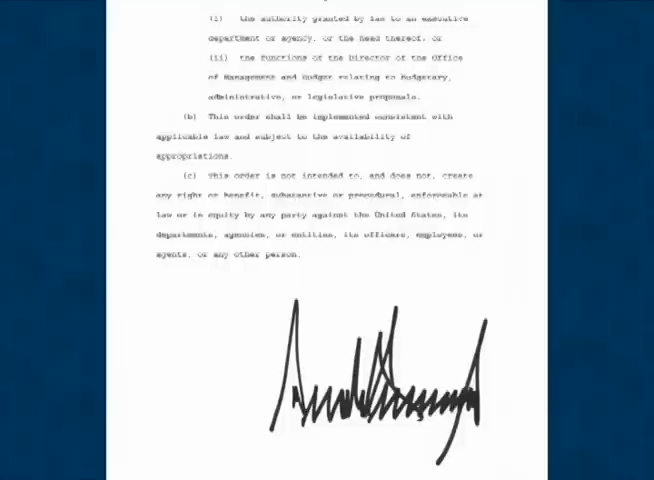 (i) the authority granted by law to an executive
department or agency, or the head thereof, or
(ii) the functions of the Director of the Office
of Management and Budget relating to budgetary,
administrative, or legislative proposals.
(b) This order shall be implemented consistent with
applicable law and subject to the availability of
appropriations.
(c) This order is not intended to, and does not, create
any right or benefit, substantive or procedural, enforceable at
law or in equity by any party against the United States, its
departments, agencies, or entities, its officers, employees, or
agents, or any other person.